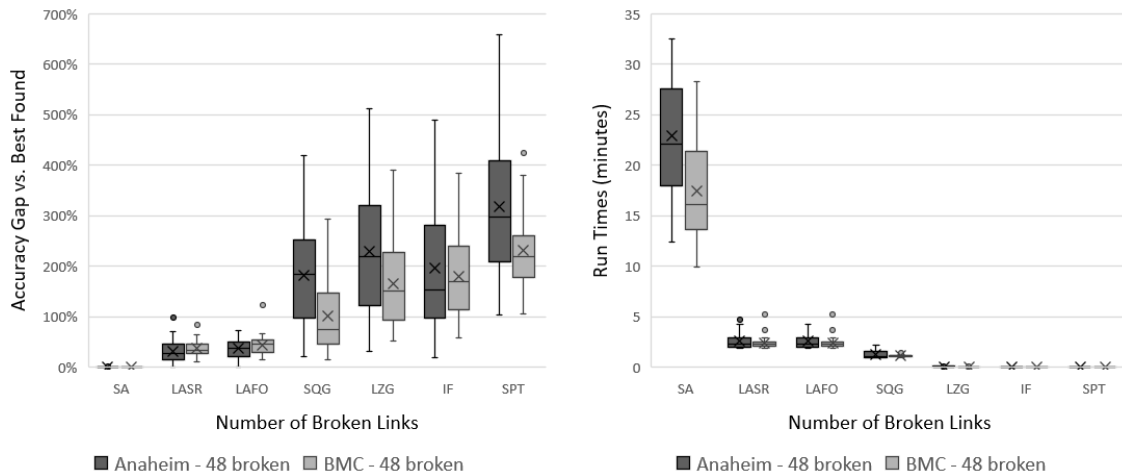 Accuracy Gap vs. Best Found
700%
600%
500%
400%
300%
200%
100%
0%
SA LASR LAFO SQG LZG IF SPT
Number of Broken Links
Anaheim - 48 broken BMC - 48 broken
Run Times (minutes)
35
30
25
20
15
10
5
0
SA LASR LAFO SQG LZG IF SPT
Number of Broken Links
Anaheim - 48 broken BMC - 48 broken